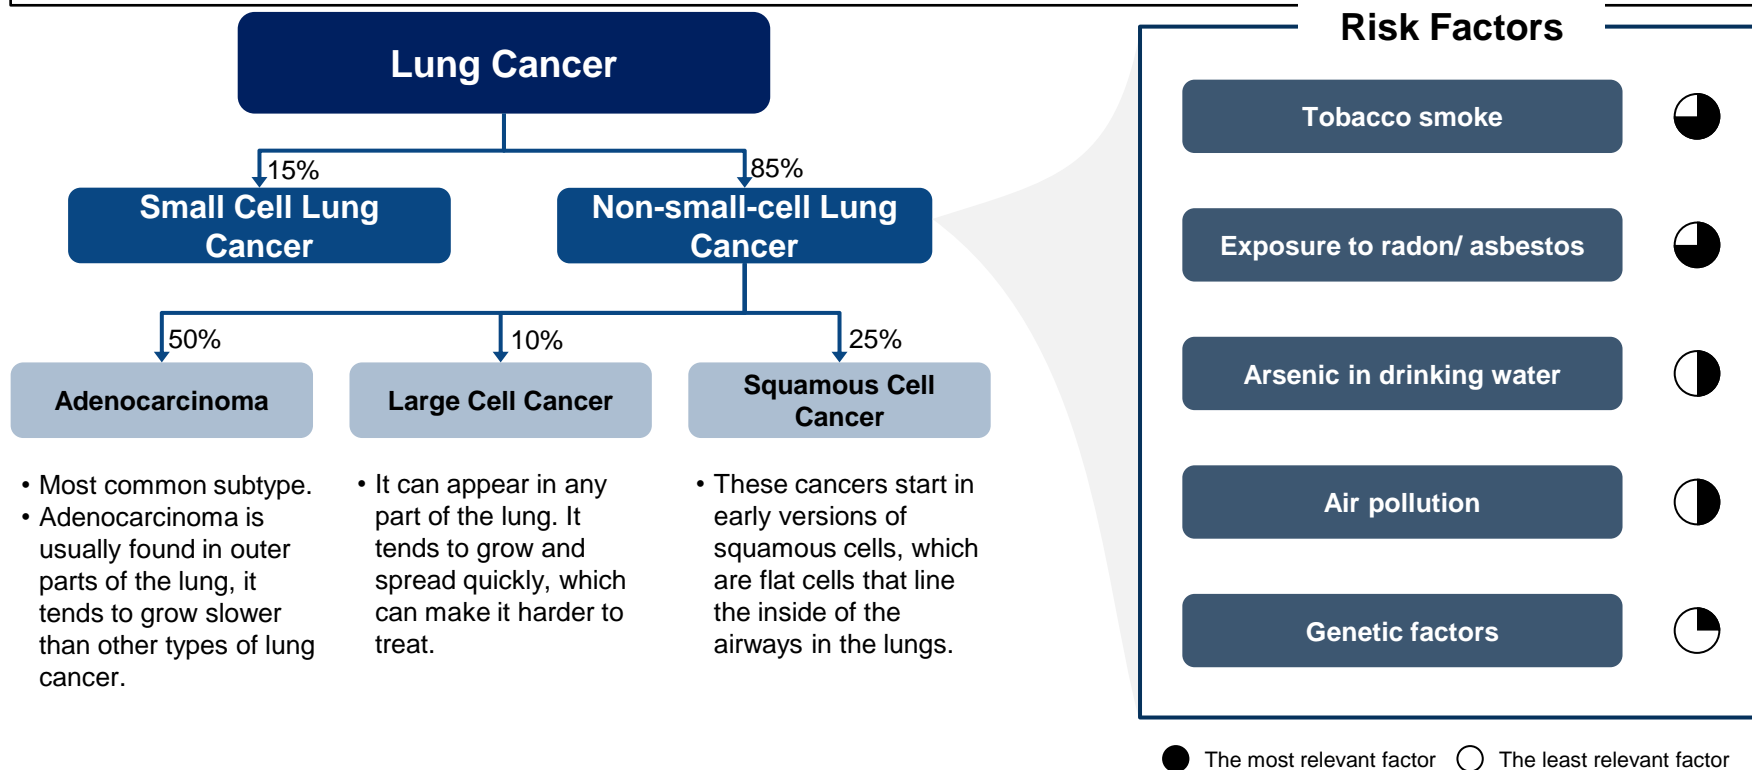 Lung Cancer
15%
85%
Small Cell Lung
Cancer
Non-small-cell Lung
Cancer
50%
10%
25%
Adenocarcinoma
Large Cell Cancer
Squamous Cell
Cancer
• Most common subtype.
• Adenocarcinoma is
usually found in outer
parts of the lung, it
tends to grow slower
than other types of lung
cancer.
• It can appear in any
part of the lung. It
tends to grow and
spread quickly, which
can make it harder to
treat.
• These cancers start in
early versions of
squamous cells, which
are flat cells that line
the inside of the
airways in the lungs.
Risk Factors
Tobacco smoke
Exposure to radon/ asbestos
Arsenic in drinking water
Air pollution
Genetic factors
The most relevant factor
The least relevant factor